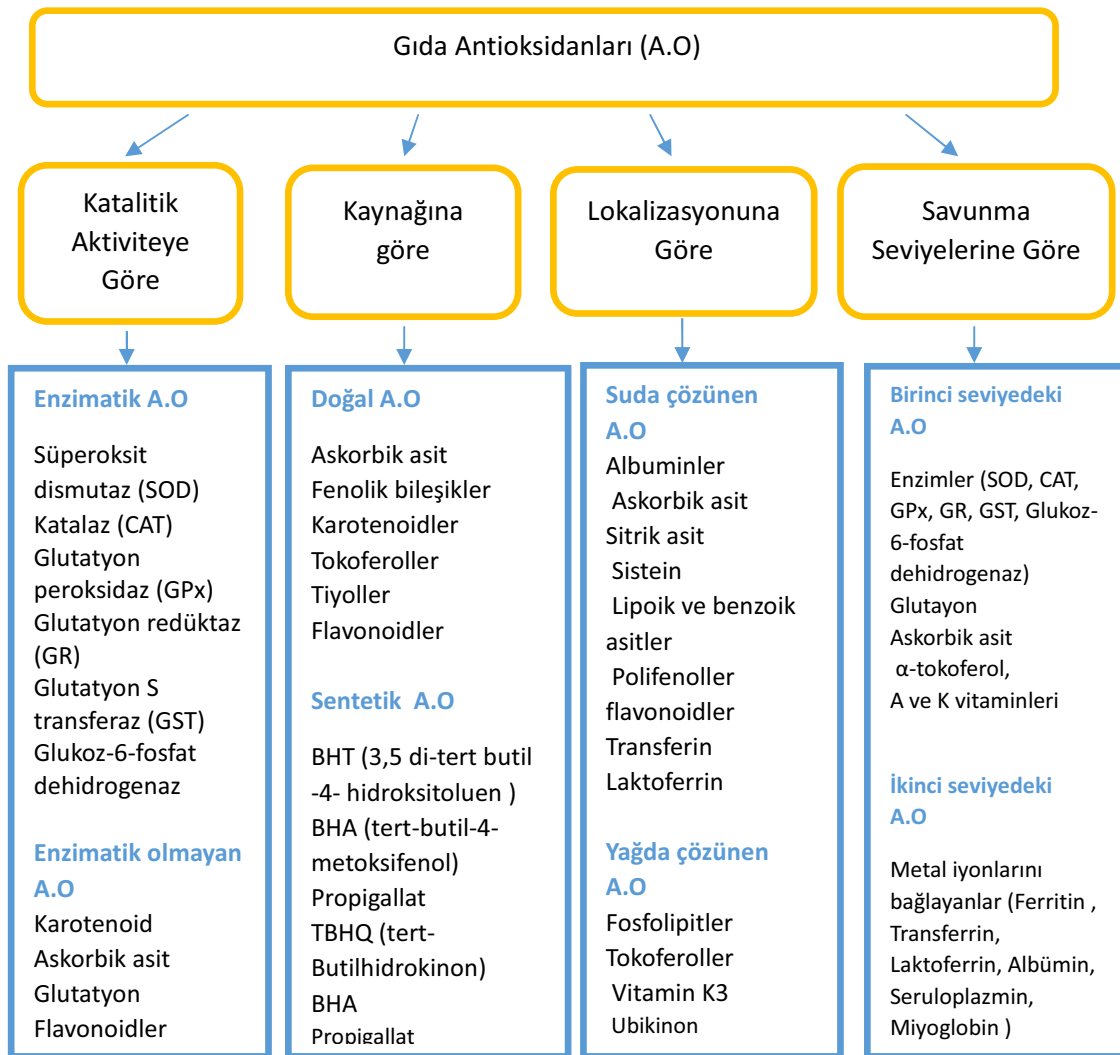 Gıda Antioksidanları (A.O)
Katalitik
Aktiviteye
Göre
Kaynağına
göre
Lokalizasyonuna
Göre
Savunma
Seviyelerine Göre
Enzimatik A.O
Süperoksit
dismutaz (SOD)
Katalaz (CAT)
Glutatyon
peroksidaz (GPx)
Glutatyon redüktaz
(GR)
Glutatyon S
transferaz (GST)
Glukoz-6-fosfat
dehidrogenaz
Enzimatik olmayan
A.O
Karotenoid
Askorbik asit
Glutatyon
Flavonoidler
Doğal A.O
Askorbik asit
Fenolik bileşikler
Karotenoidler
Tokoferoller
Tiyoller
Flavonoidler
Sentetik A.O
BHT (3,5 di-tert butil
-4- hidroksitoluen )
BHA (tert-butil-4-
metoksifenol)
Propigallat
TBHQ (tert-
Butilhidrokinon)
BHA
Propigallat
Suda çözünen
A.O
Albuminler
Askorbik asit
Sitrik asit
Sistein
Lipoik ve benzoik
asitler
Polifenoller
flavonoidler
Transferin
Laktoferrin
Yağda çözünen
A.O
Fosfolipitler
Tokoferoller
Vitamin K3
Ubikinon
Birinci seviyedeki
A.O
Enzimler (SOD, CAT,
GPx, GR, GST, Glukoz-
6-fosfat
dehidrogenaz)
Glutayon
Askorbik asit
α-tokoferol,
A ve K vitaminleri
İkinci seviyedeki
A.O
Metal iyonlarını
bağlayanlar (Ferritin ,
Transferrin,
Laktoferrin, Albümin,
Seruloplazmin,
Miyoglobin )